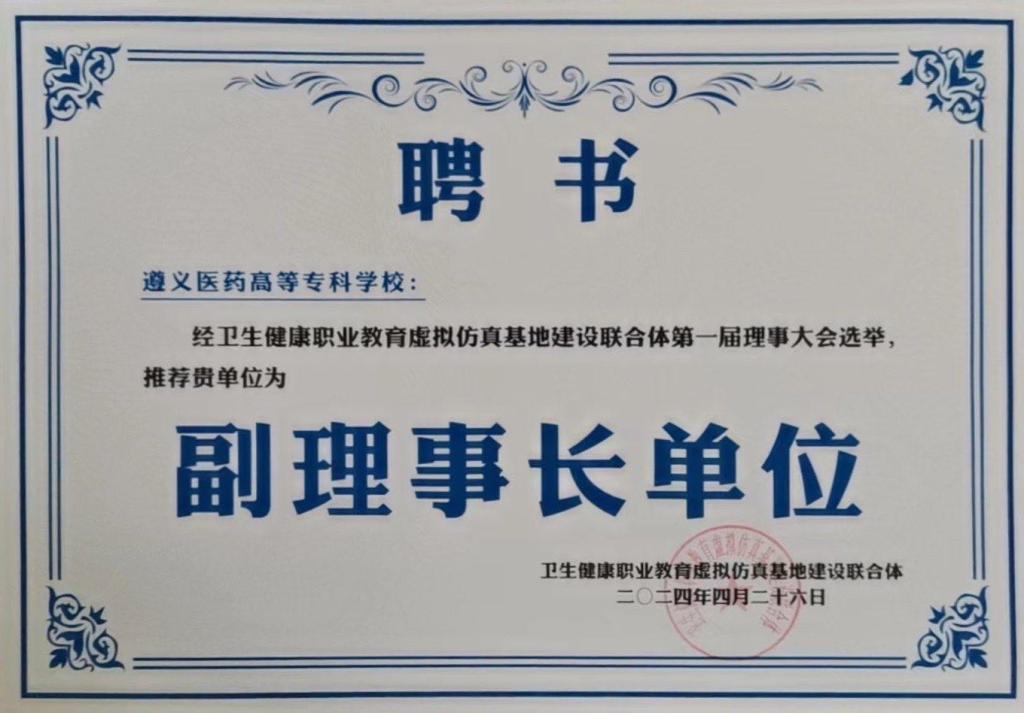 聘 书
遵义医药高等专科学校：
经卫生健康职业教育虚拟仿真基地建设联合体第一届理事大会选举，
推荐贵单位为
副理事长单位
卫生健康职业教育虚拟仿真基地建设联合体
二〇二四年四月二十六日